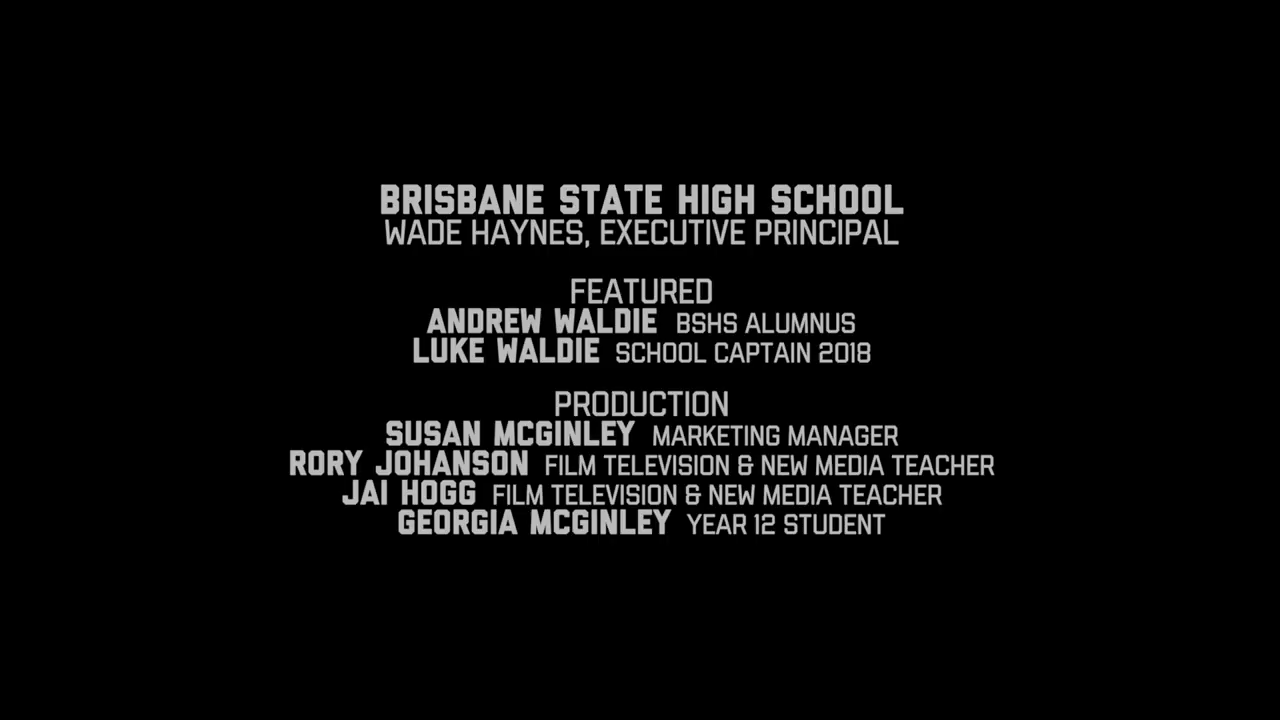 BRISBANE STATE HIGH SCHOOL
WADE HAYNES, EXECUTIVE PRINCIPAL
FEATURED
ANDREW WALDIE BSHS ALUMNUS
LUKE WALDIE SCHOOL CAPTAIN 2018
PRODUCTION
SUSAN MCGINLEY MARKETING MANAGER
RORY JOHANSON FILM TELEVISION & NEW MEDIA TEACHER
JAI HOGG FILM TELEVISION & NEW MEDIA TEACHER
GEORGIA MCGINLEY YEAR 12 STUDENT